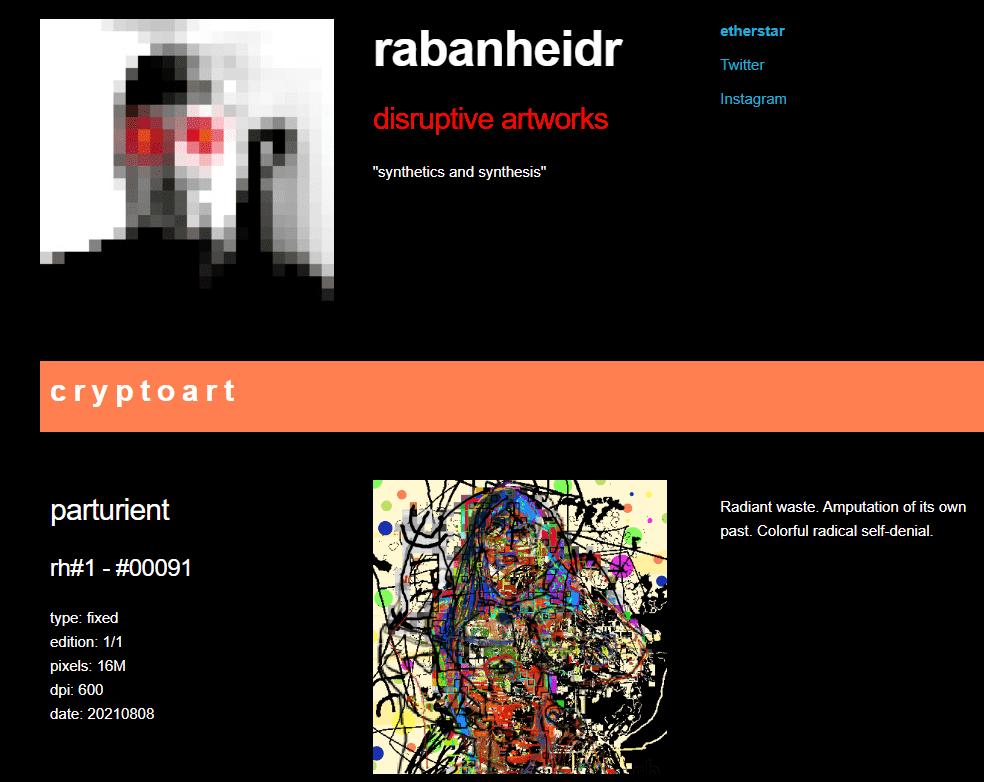 rabanheidr
disruptive artworks
"synthetics and synthesis"
etherstar
Twitter
Instagram
cryptoart
parturient
rh#1 - #00091
type: fixed
edition: 1/1
pixels: 16M
dpi: 600
date: 20210808
Radiant waste. Amputation of its own
past. Colorful radical self-denial.